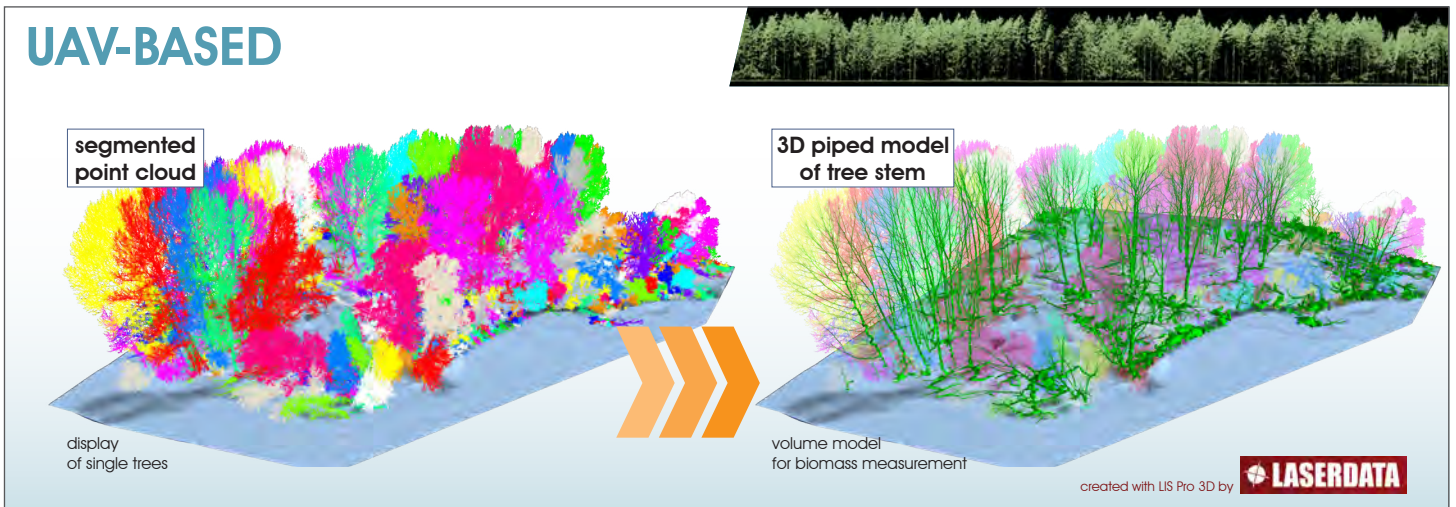 UAV-BASED
segmented
point cloud
3D piped model
of tree stem
display
of single trees
volume model
for biomass measurement
created with LIS Pro 3D by
LASERDATA